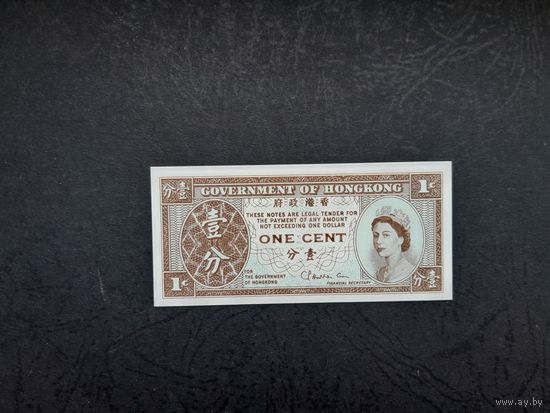 分壹
GOVERNMENT OF HONGKONG
1¢
府政港香
THESE NOTES ARE LEGAL TENDER FOR
THE PAYMENT OF ANY AMOUNT
NOT EXCEEDING ONE DOLLAR
壹
分
ONE CENT
分壹
FOR
THE GOVERNMENT
OF HONGKONG
FINANCIAL SECRETARY
1¢
分壹
www.ay.by